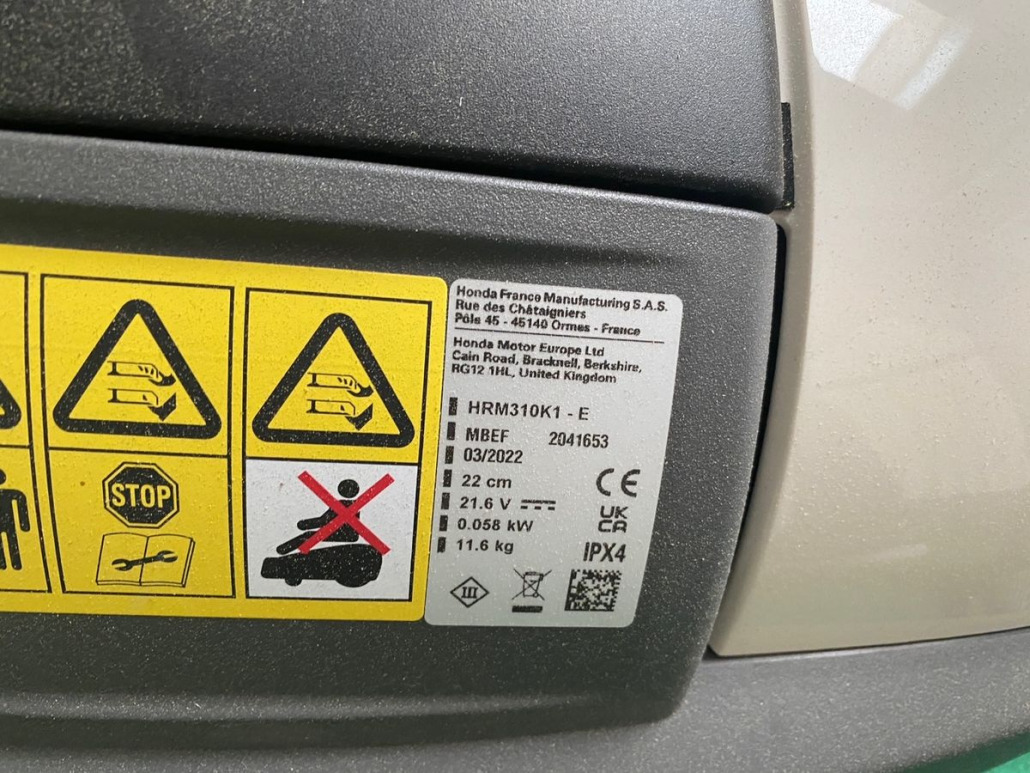 Honda France Manufacturing S.A.S.
Rue des Châtaigniers
Pôle 45 - 45140 Ormes - France
Honda Motor Europe Ltd
Cain Road, Bracknell, Berkshire,
RG12 1HL, United Kingdom
HRM310K1 - E
MBEF 2041653
03/2022
22 cm
21.6 V
0.058 kW
11.6 kg
CE
UK
CA
IPX4
III
STOP